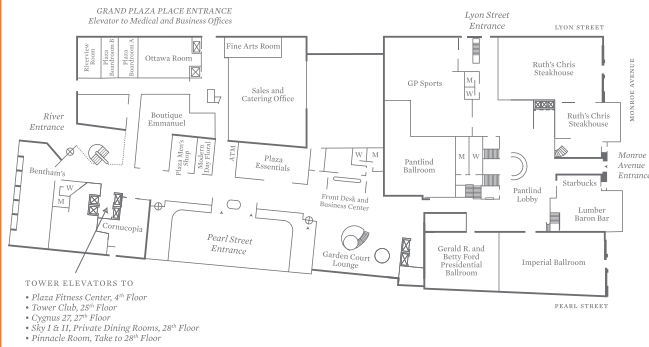 GRAND PLAZA PLACE ENTRANCE
Elevator to Medical and Business Offices
Lyon Street
Entrance
LYON STREET
Riverview
Room
Plaza
Boardroom B
Plaza
Boardroom A
Ottawa Room
Fine Arts Room
Sales and
Catering Office
GP Sports
M
W
Ruth's Chris
Steakhouse
Ruth's Chris
Steakhouse
MONROE AVENUE
River
Entrance
Boutique
Emmanuel
Plaza Men's
Shop
Modern
Day Floral
ATM
Plaza
Essentials
W
M
Pantlind
Ballroom
M
W
Pantlind
Lobby
Monroe
Avenue
Entrance
Starbucks
Lumber
Baron Bar
Bentham's
W
M
Cornucopia
Front Desk and
Business Center
Pearl Street
Entrance
Garden Court
Lounge
Gerald R. and
Betty Ford
Presidential
Ballroom
Imperial Ballroom
PEARL STREET
TOWER ELEVATORS TO
• Plaza Fitness Center, 4th Floor
• Tower Club, 25th Floor
• Cygnus 27, 27th Floor
• Sky I & II, Private Dining Rooms, 28th Floor
• Pinnacle Room, Take to 28th Floor